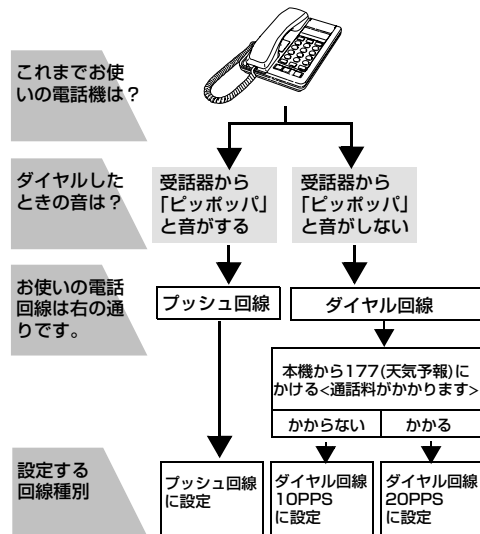 これまでお使
いの電話機は？
ダイヤルした
ときの音は？
受話器から
「ピッポッパ」
と音がする
受話器から
「ピッポッパ」
と音がしない
お使いの電話
回線は右の通
りです。
プッシュ回線
ダイヤル回線
本機から177(天気予報)に
かける<通話料がかかります>
かからない
かかる
設定する
回線種別
プッシュ回線
に設定
ダイヤル回線
10PPS
に設定
ダイヤル回線
20PPS
に設定